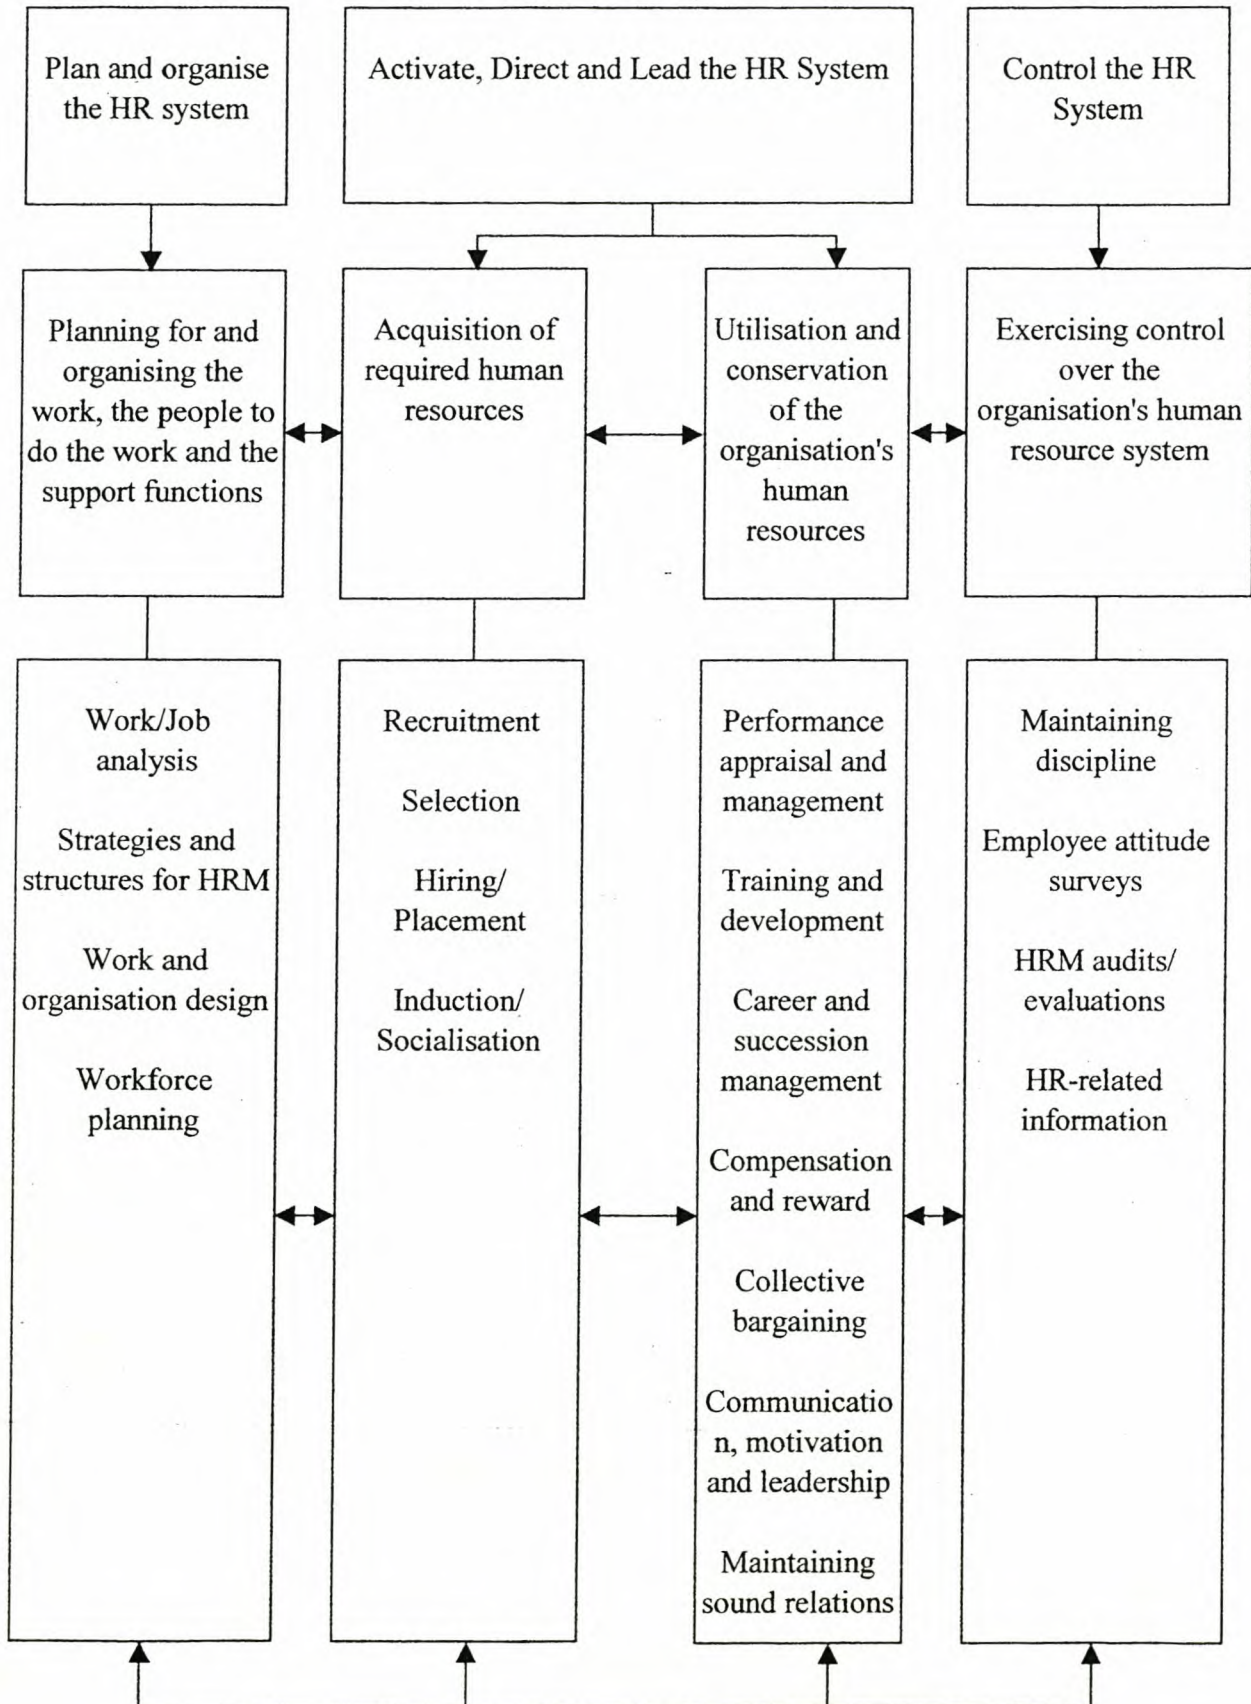 Plan and organise
the HR system
Activate, Direct and Lead the HR System
Control the HR
System
Planning for and
organising the
work, the people to
do the work and the
support functions
Acquisition of
required human
resources
Utilisation and
conservation
of the
organisation's
human
resources
Exercising control
over the
organisation's human
resource system
Work/Job
analysis
Strategies and
structures for HRM
Work and
organisation design
Workforce
planning
Recruitment
Selection
Hiring/
Placement
Induction/
Socialisation
Performance
appraisal and
management
Training and
development
Career and
succession
management
Compensation
and reward
Collective
bargaining
Communicatio
n, motivation
and leadership
Maintaining
sound relations
Maintaining
discipline
Employee attitude
surveys
HRM audits/
evaluations
HR-related
information